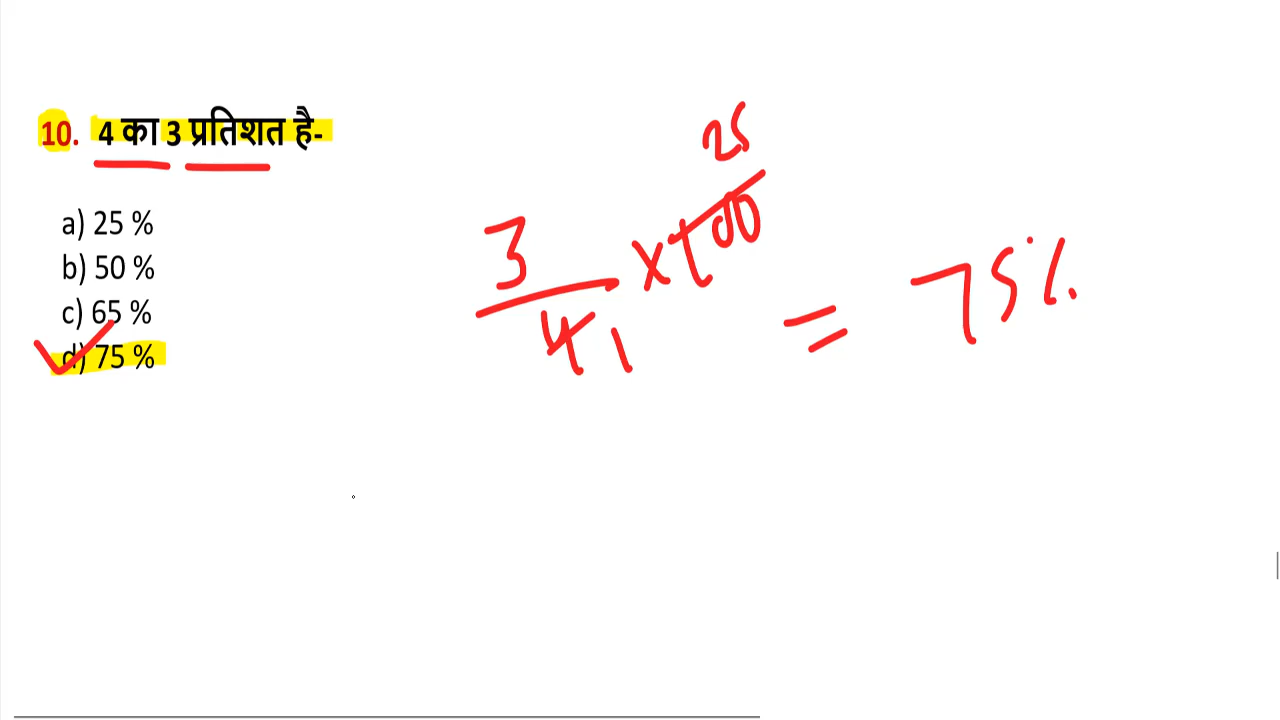 10. 4 का 3 प्रतिशत है-
a) 25 %
b) 50 %
c) 65 %
d) 75 %
25
3
x 100
4 1
= 75%